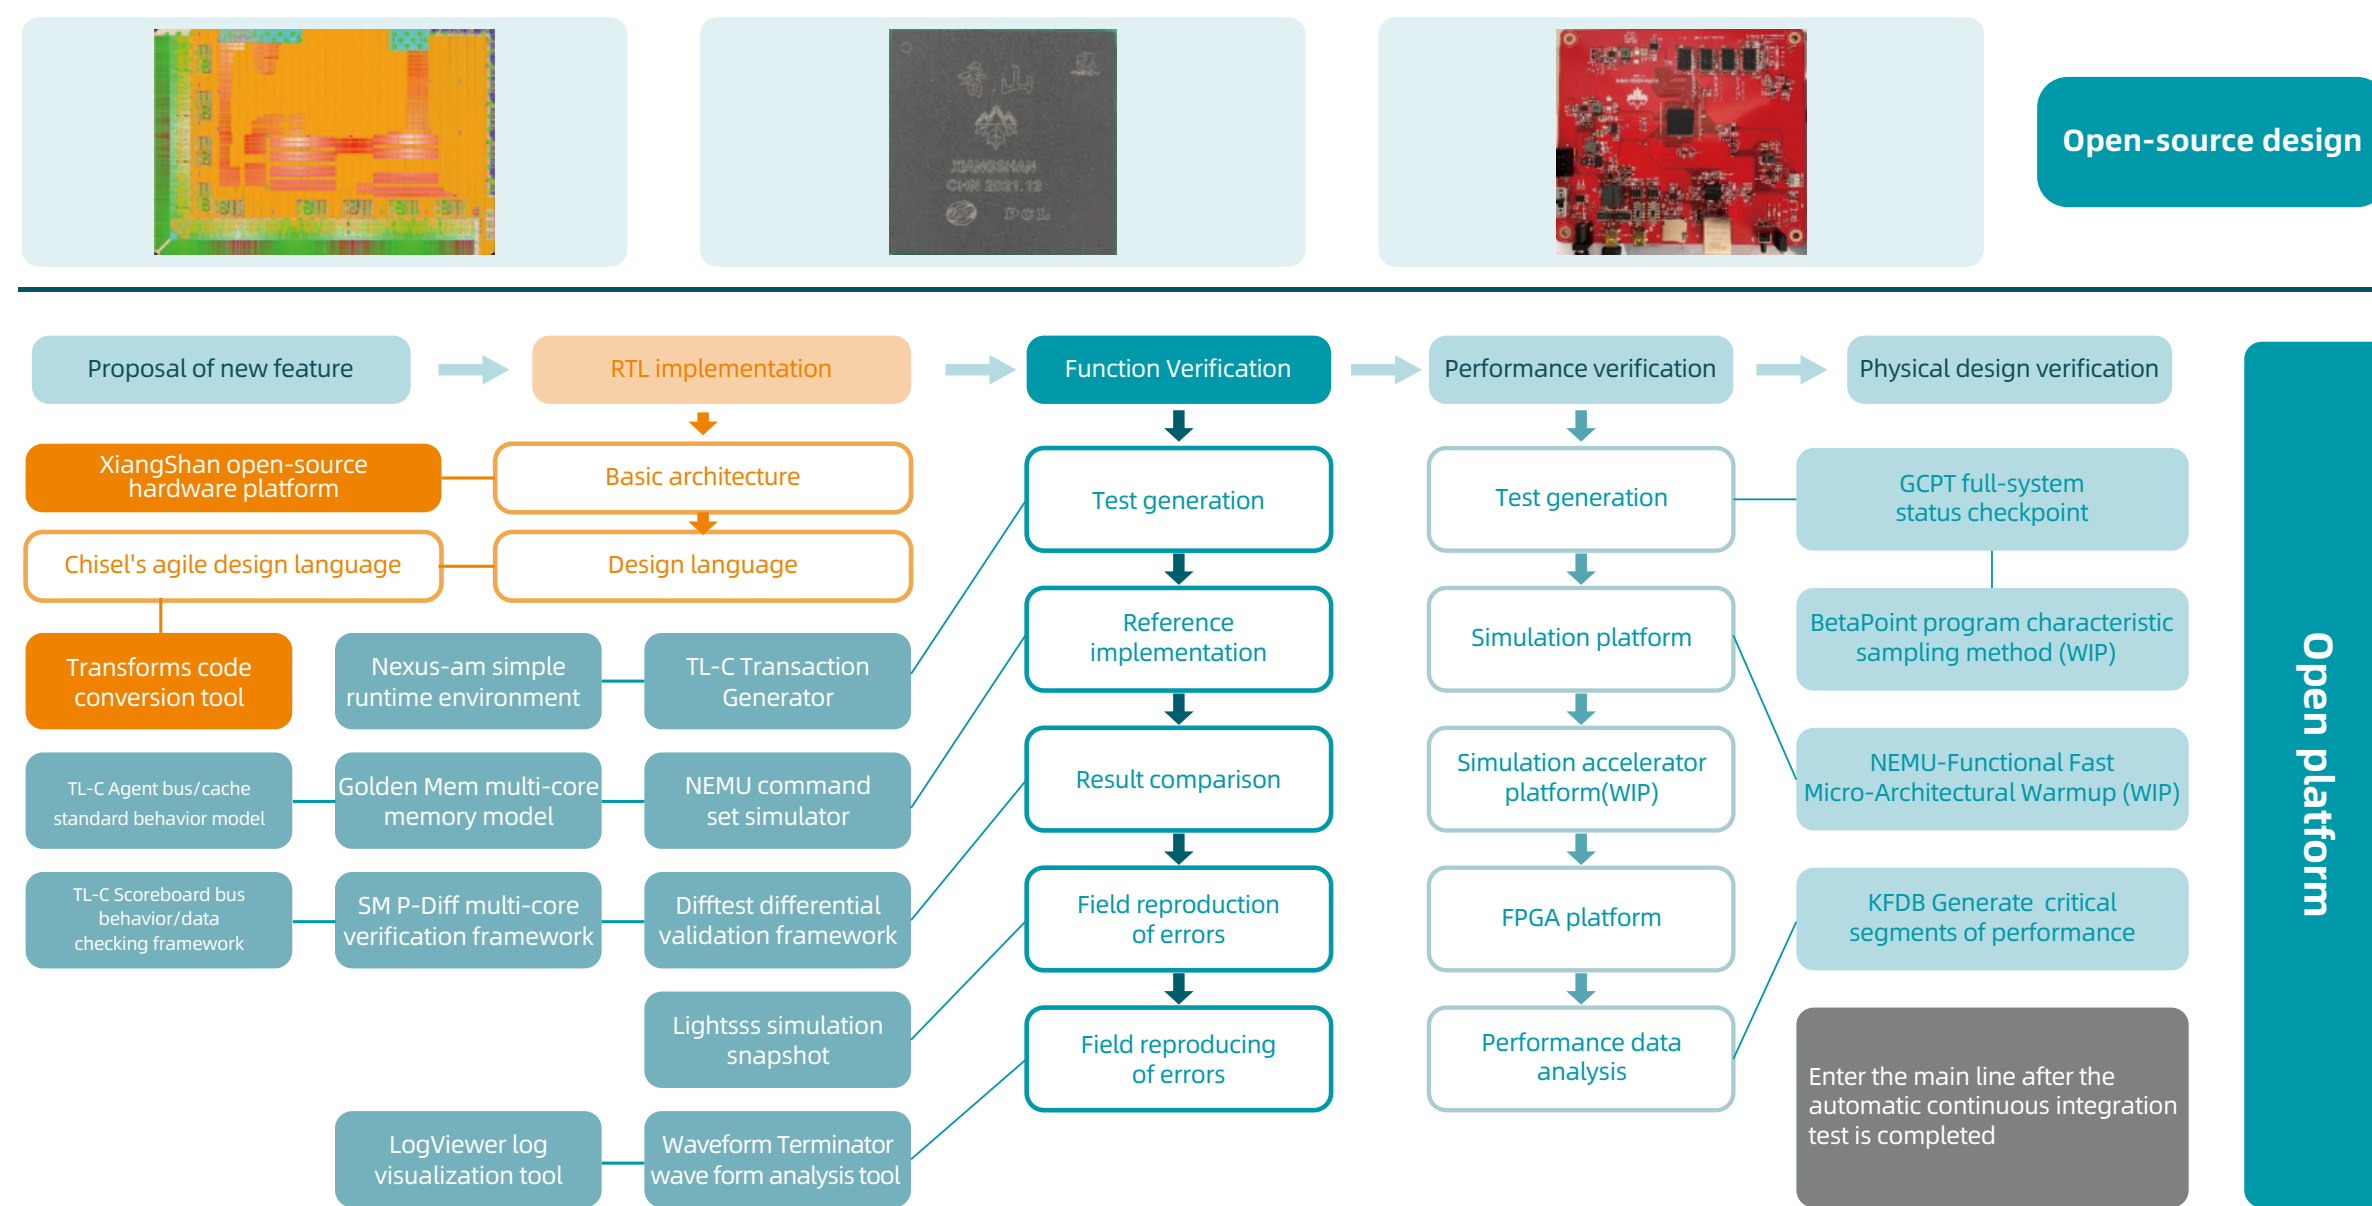 香山
XIANGSHAN
CHN 2021.12
PCL
Open-source design
Proposal of new feature
RTL implementation
Function Verification
Performance verification
Physical design verification
XiangShan open-source
hardware platform
Basic architecture
Chisel's agile design language
Design language
Transforms code
conversion tool
Nexus-am simple
runtime environment
TL-C Transaction
Generator
TL-C Agent bus/cache
standard behavior model
Golden Mem multi-core
memory model
NEMU command
set simulator
TL-C Scoreboard bus
behavior/data
checking framework
SM P-Diff multi-core
verification framework
Difftest differential
validation framework
Lightsss simulation
snapshot
LogViewer log
visualization tool
Waveform Terminator
wave form analysis tool
Test generation
Reference
implementation
Result comparison
Field reproduction
of errors
Field reproducing
of errors
Test generation
Simulation platform
Simulation accelerator
platform(WIP)
FPGA platform
Performance data
analysis
GCPT full-system
status checkpoint
BetaPoint program characteristic
sampling method (WIP)
NEMU-Functional Fast
Micro-Architectural Warmup (WIP)
KFDB Generate  critical
segments of performance
Enter the main line after the
automatic continuous integration
test is completed
Open platform